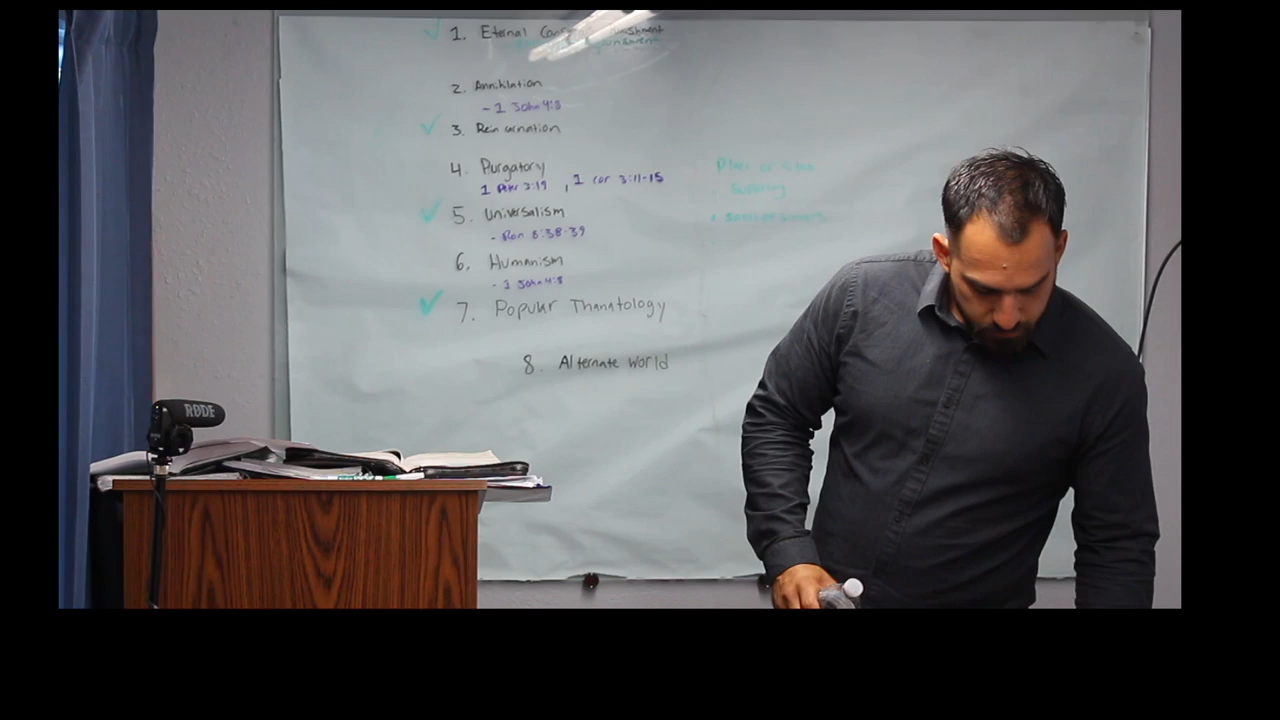 1. Eternal
2. Annihilation
- 1 John 4:8
3. Reincarnation
4. Purgatory
1 Peter 3:19 , 1 cor 3:11-15
5. Universalism
- Rom 8:38-39
6. Humanism
- 1 John 4:8
7. Popular Thanatology
8. Alternate World
Suffering
RØDE